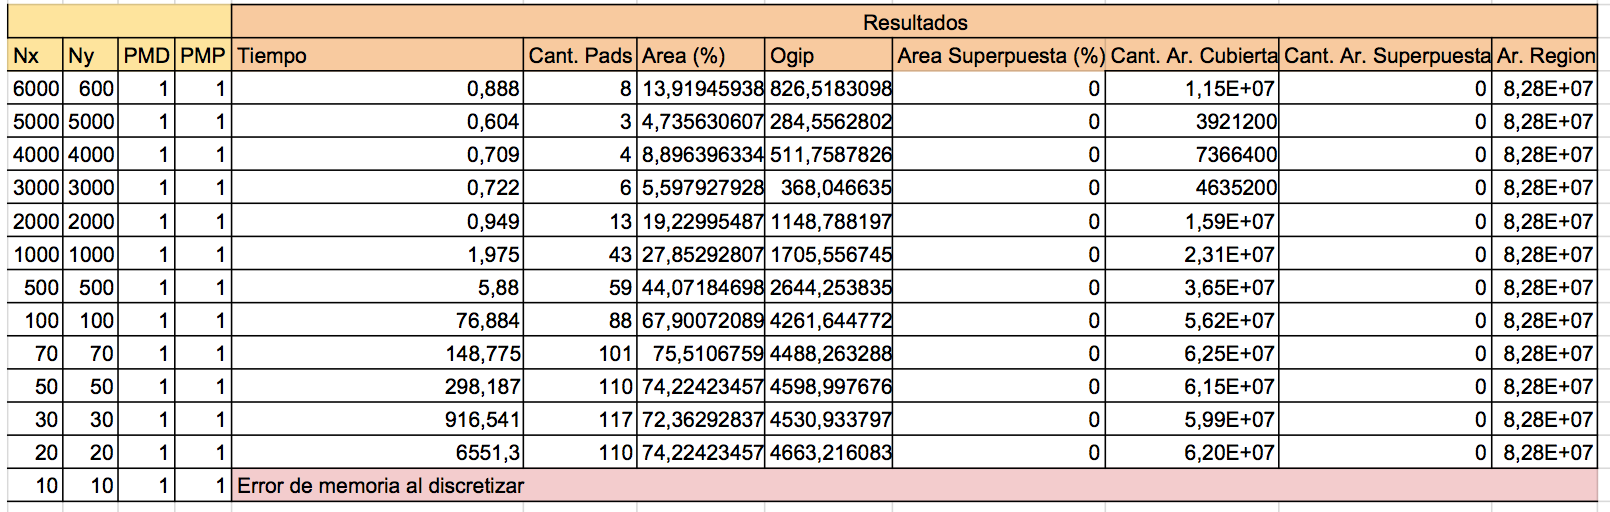 Resultados
Nx Ny PMD PMP Tiempo Cant. Pads Area (%) Ogip Area Superpuesta (%) Cant. Ar. Cubierta Cant. Ar. Superpuesta Ar. Region
6000 600 1 1 0,888 8 13,91945938 826,5183098 0 1,15E+07 0 8,28E+07
5000 5000 1 1 0,604 3 4,735630607 284,5562802 0 3921200 0 8,28E+07
4000 4000 1 1 0,709 4 8,896396334 511,7587826 0 7366400 0 8,28E+07
3000 3000 1 1 0,722 6 5,597927928 368,046635 0 4635200 0 8,28E+07
2000 2000 1 1 0,949 13 19,22995487 1148,788197 0 1,59E+07 0 8,28E+07
1000 1000 1 1 1,975 43 27,85292807 1705,556745 0 2,31E+07 0 8,28E+07
500 500 1 1 5,88 59 44,07184698 2644,253835 0 3,65E+07 0 8,28E+07
100 100 1 1 76,884 88 67,90072089 4261,644772 0 5,62E+07 0 8,28E+07
70 70 1 1 148,775 101 75,5106759 4488,263288 0 6,25E+07 0 8,28E+07
50 50 1 1 298,187 110 74,22423457 4598,997676 0 6,15E+07 0 8,28E+07
30 30 1 1 916,541 117 72,36292837 4530,933797 0 5,99E+07 0 8,28E+07
20 20 1 1 6551,3 110 74,22423457 4663,216083 0 6,20E+07 0 8,28E+07
10 10 1 1 Error de memoria al discretizar